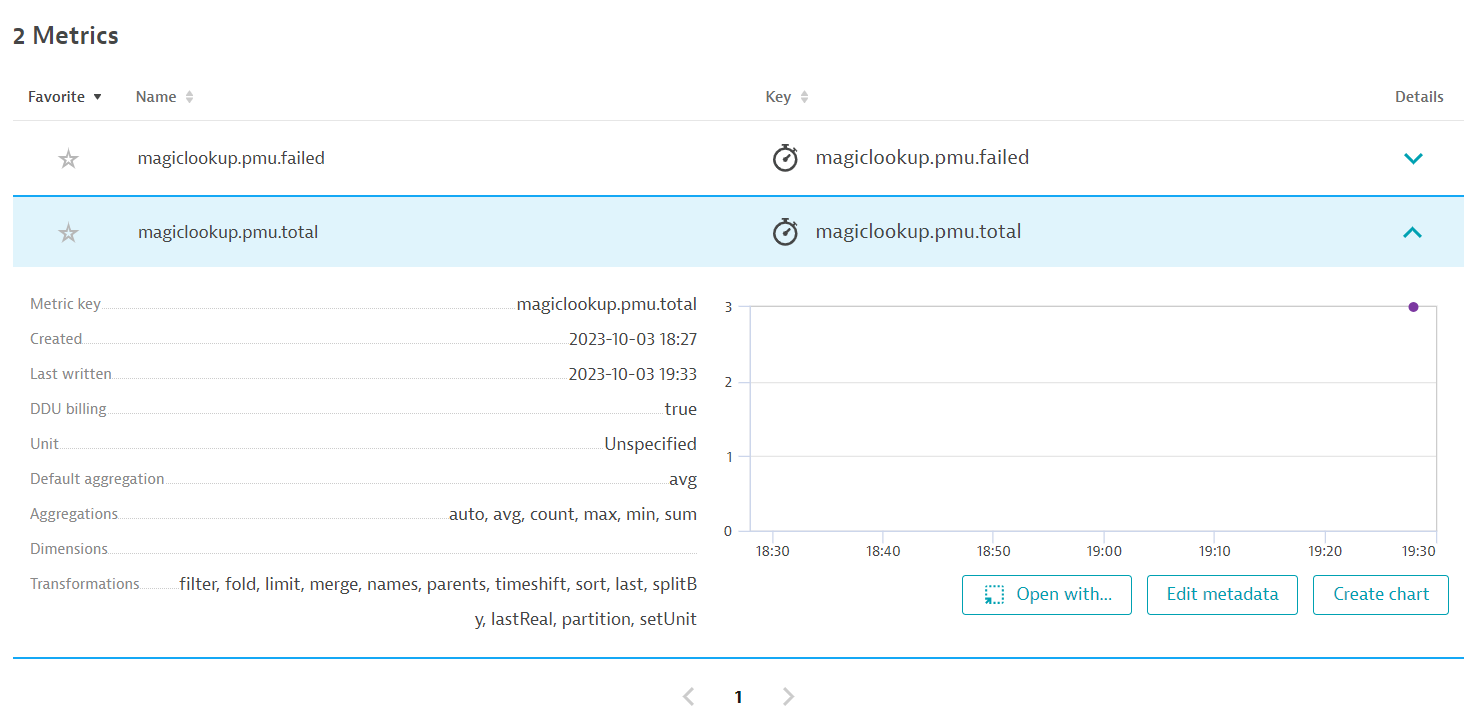 2 Metrics
Favorite Name Key Details
magiclookup.pmu.failed magiclookup.pmu.failed
magiclookup.pmu.total magiclookup.pmu.total
Metric key magiclookup.pmu.total
Created 2023-10-03 18:27
Last written 2023-10-03 19:33
DDU billing true
Unit Unspecified
Default aggregation avg
Aggregations auto, avg, count, max, min, sum
Dimensions
Transformations filter, fold, limit, merge, names, parents, timeshift, sort, last, splitB
y, lastReal, partition, setUnit
3
2
1
0
18:30 18:40 18:50 19:00 19:10 19:20 19:30
Open with... Edit metadata Create chart
1